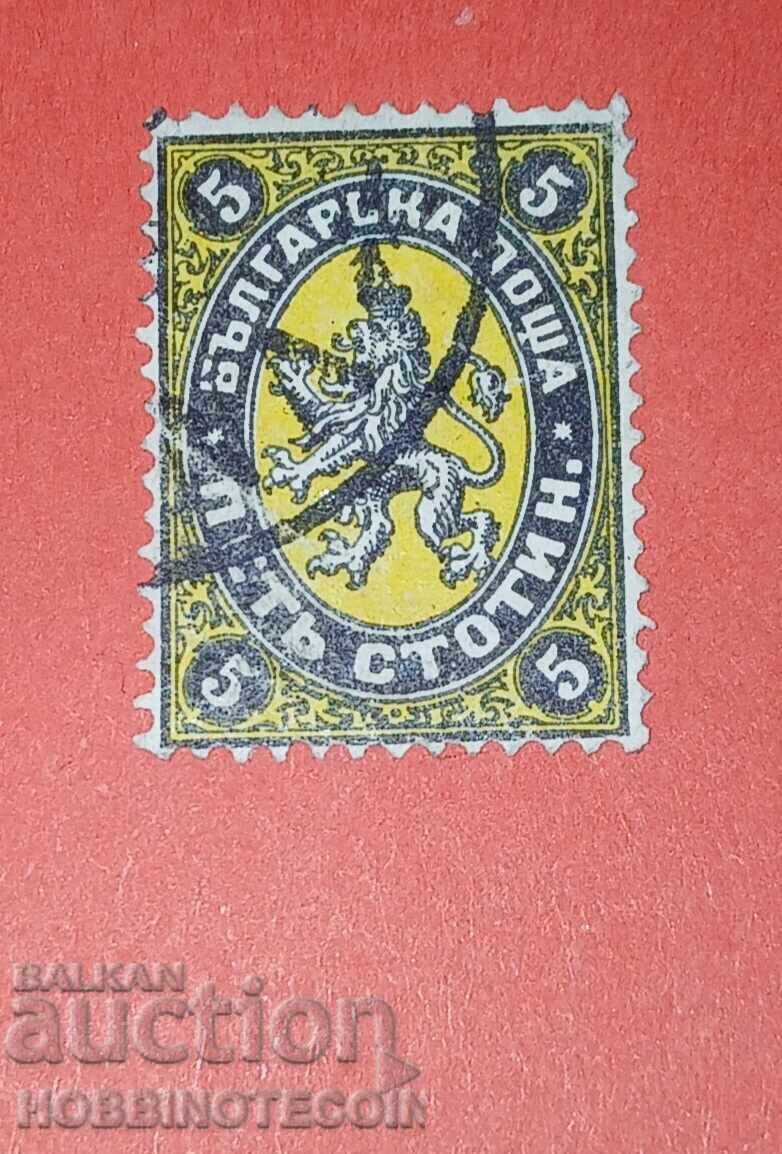 5 5
БЪЛГАРСКА ПОЩА
ПЕТЬ СТОТИН.
5 5
BALKAN
auction
HOBBINOTECOIN